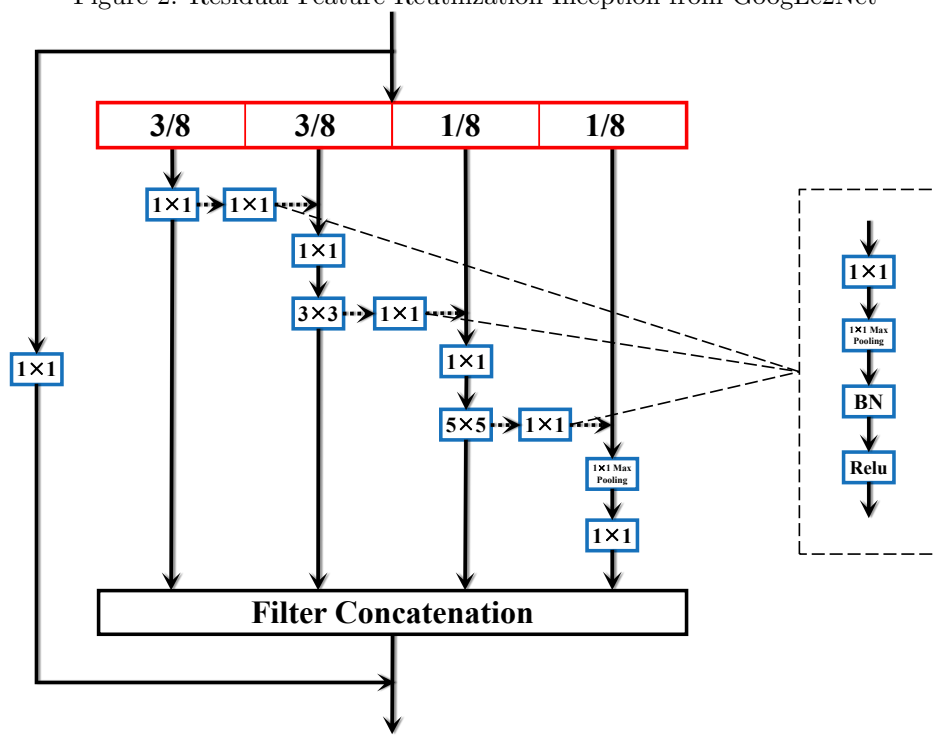 Figure 2: Residual Feature Reutilization Inception from GoogLe2Net
3/8 3/8 1/8 1/8
1×1 1×1
1×1
1×1
3×3 1×1
1×1 Max
Pooling
1×1
1×1
BN
5×5 1×1
1×1 Max
Pooling
Relu
1×1
Filter Concatenation